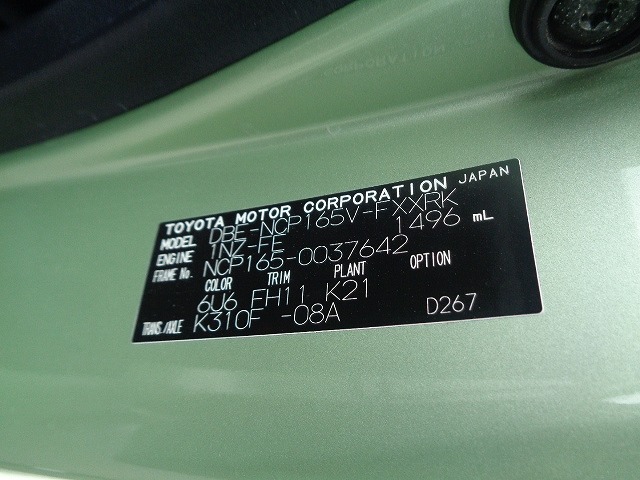 TOYOTA MOTOR CORPORATION JAPAN
MODEL DBE-NCP165V-FXXRK
ENGINE 1NZ-FE 1496 mL
FRAME No. NCP165-0037642
COLOR TRIM PLANT OPTION
6U6 FH11 K21
TRANS./AXLE K310F -08A D267